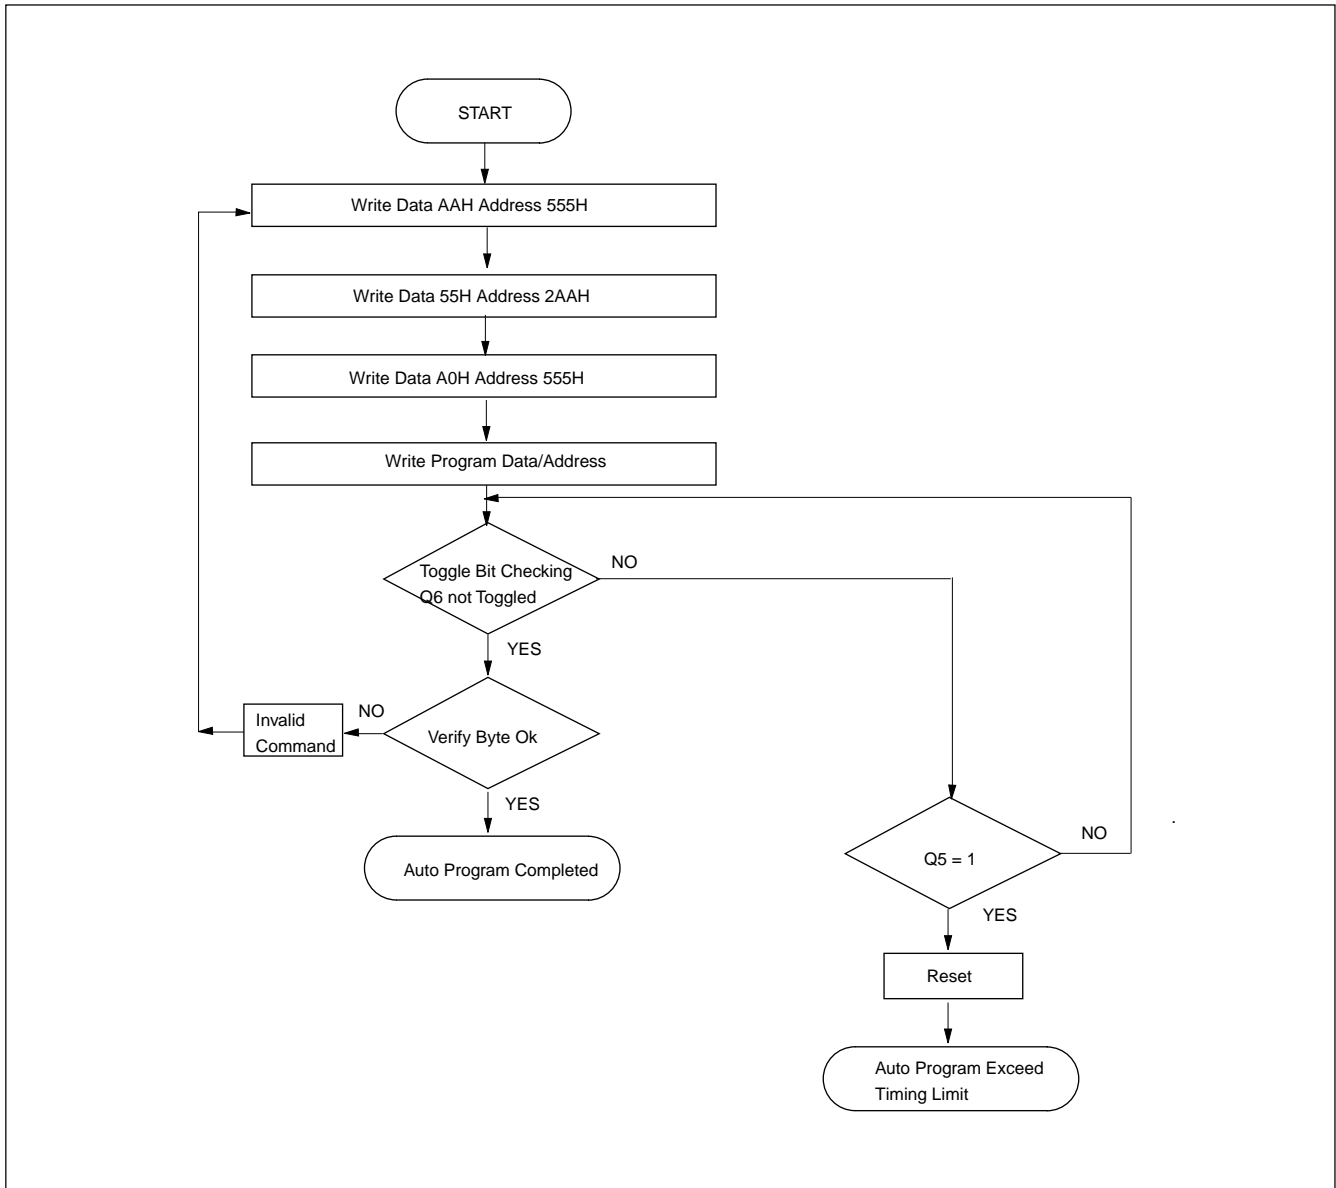 START
Write Data AAH Address 555H
Write Data 55H Address 2AAH
Write Data A0H Address 555H
Write Program Data/Address
Toggle Bit Checking
Q6 not Toggled
NO
YES
Invalid
Command
NO
Verify Byte Ok
YES
Auto Program Completed
Q5 = 1
NO
YES
Reset
Auto Program Exceed
Timing Limit